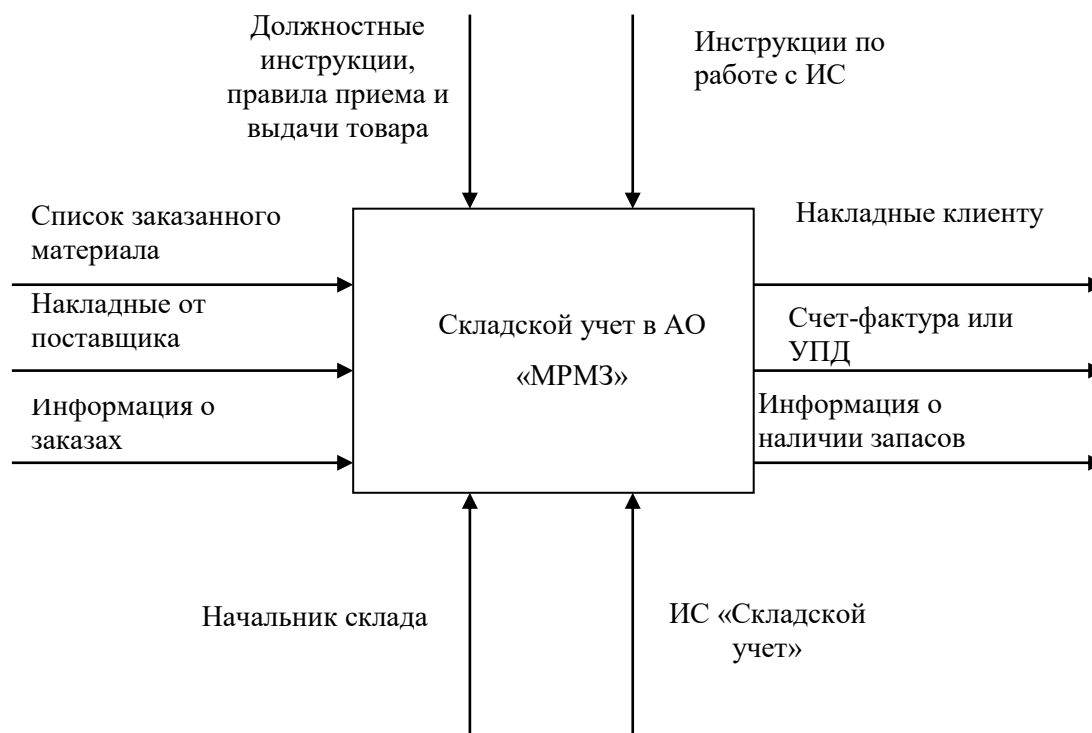 Должностные
инструкции,
правила приема и
выдачи товара
Инструкции по
работе с ИС
Список заказанного
материала
Накладные от
поставщика
Информация о
заказах
Складской учет в АО
«МРМЗ»
Накладные клиенту
Счет-фактура или
УПД
Информация о
наличии запасов
Начальник склада
ИС «Складской
учет»